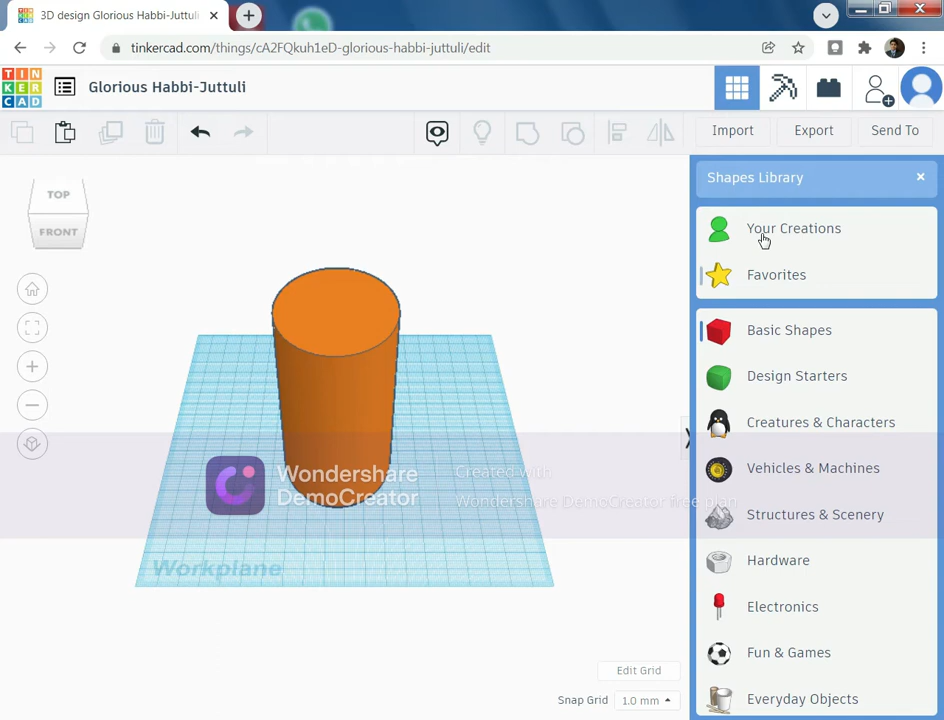 3D design Glorious Habbi-Juttuli
tinkercad.com/things/cA2FQkuh1eD-glorious-habbi-juttuli/edit
TIN
KER
CAD
Glorious Habbi-Juttuli
Import
Export
Send To
Shapes Library
TOP
FRONT
Your Creations
Favorites
Basic Shapes
Design Starters
Creatures & Characters
Vehicles & Machines
Structures & Scenery
Hardware
Electronics
Fun & Games
Everyday Objects
Wondershare
DemoCreator
Created with
Wondershare DemoCreator free plan
Workplane
Edit Grid
Snap Grid 1.0 mm